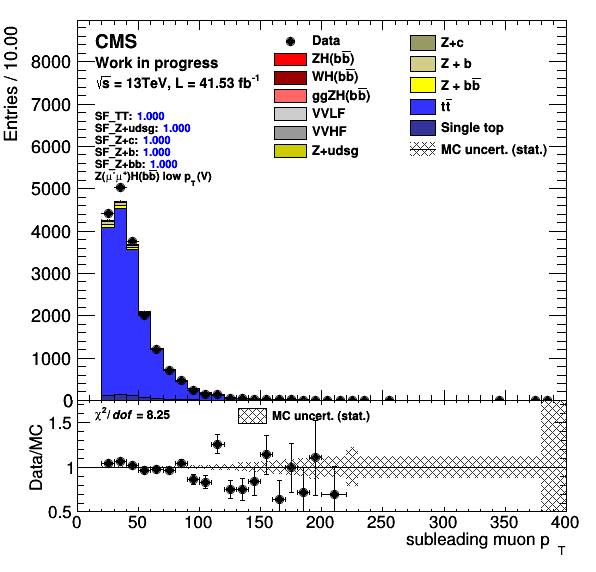 CMS
Work in progress
√s = 13TeV, L = 41.53 fb⁻¹
SF_TT: 1.000
SF_Z+udsg: 1.000
SF_Z+c: 1.000
SF_Z+b: 1.000
SF_Z+bb: 1.000
Z(μ⁻μ⁺)H(bb̅) low p_T(V)
Data
ZH(bb̅)
WH(bb̅)
ggZH(bb̅)
VVLF
VVHF
Z+udsg
Z+c
Z + b
Z + bb̅
tt̅
Single top
MC uncert. (stat.)
Entries / 10.00
8000
7000
6000
5000
4000
3000
2000
1000
0
χ²/dof = 8.25
MC uncert. (stat.)
Data/MC
1.5
1
0.5
0 50 100 150 200 250 300 350 400
subleading muon p_T